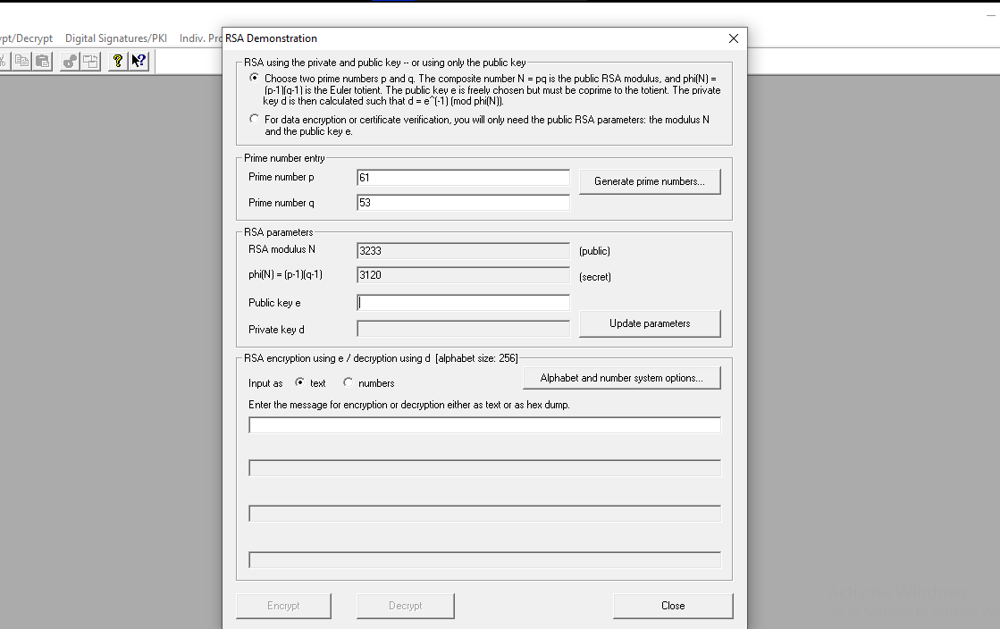 ypt/Decrypt Digital Signatures/PKI Indiv. Pro
RSA Demonstration
RSA using the private and public key -- or using only the public key
Choose two prime numbers p and q. The composite number N = pq is the public RSA modulus, and phi(N) =
(p-1)(q-1) is the Euler totient. The public key e is freely chosen but must be coprime to the totient. The private
key d is then calculated such that d = e^(-1) (mod phi(N)).
For data encryption or certificate verification, you will only need the public RSA parameters: the modulus N
and the public key e.
Prime number entry
Prime number p 61 Generate prime numbers...
Prime number q 53
RSA parameters
RSA modulus N 3233 (public)
phi(N) = (p-1)(q-1) 3120 (secret)
Public key e
Private key d Update parameters
RSA encryption using e / decryption using d [alphabet size: 256]
Input as text numbers Alphabet and number system options...
Enter the message for encryption or decryption either as text or as hex dump.
Encrypt Decrypt Close